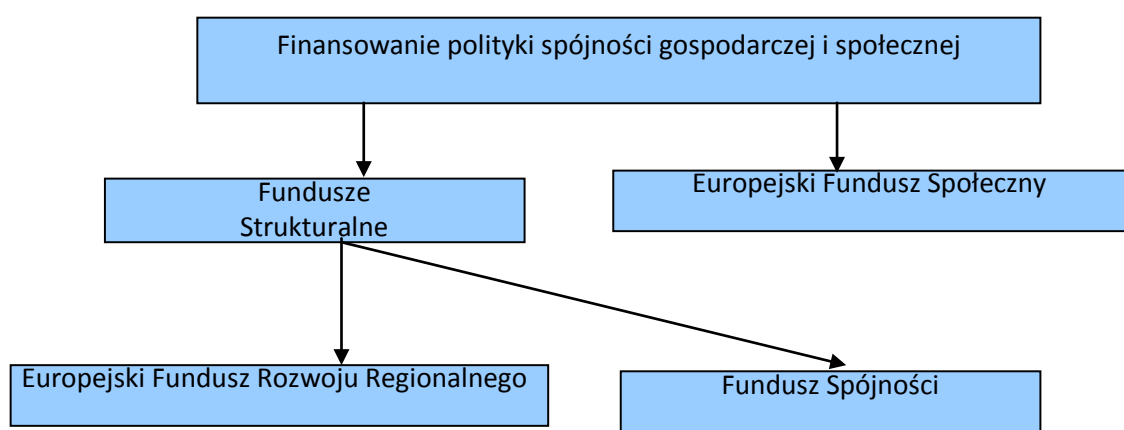 Finansowanie polityki spójności gospodarczej i społecznej
Fundusze
Strukturalne
Europejski Fundusz Społeczny
Europejski Fundusz Rozwoju Regionalnego
Fundusz Spójności